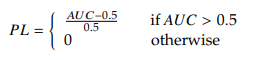 PL = { (AUC−0.5)/0.5 if AUC > 0.5
0 otherwise